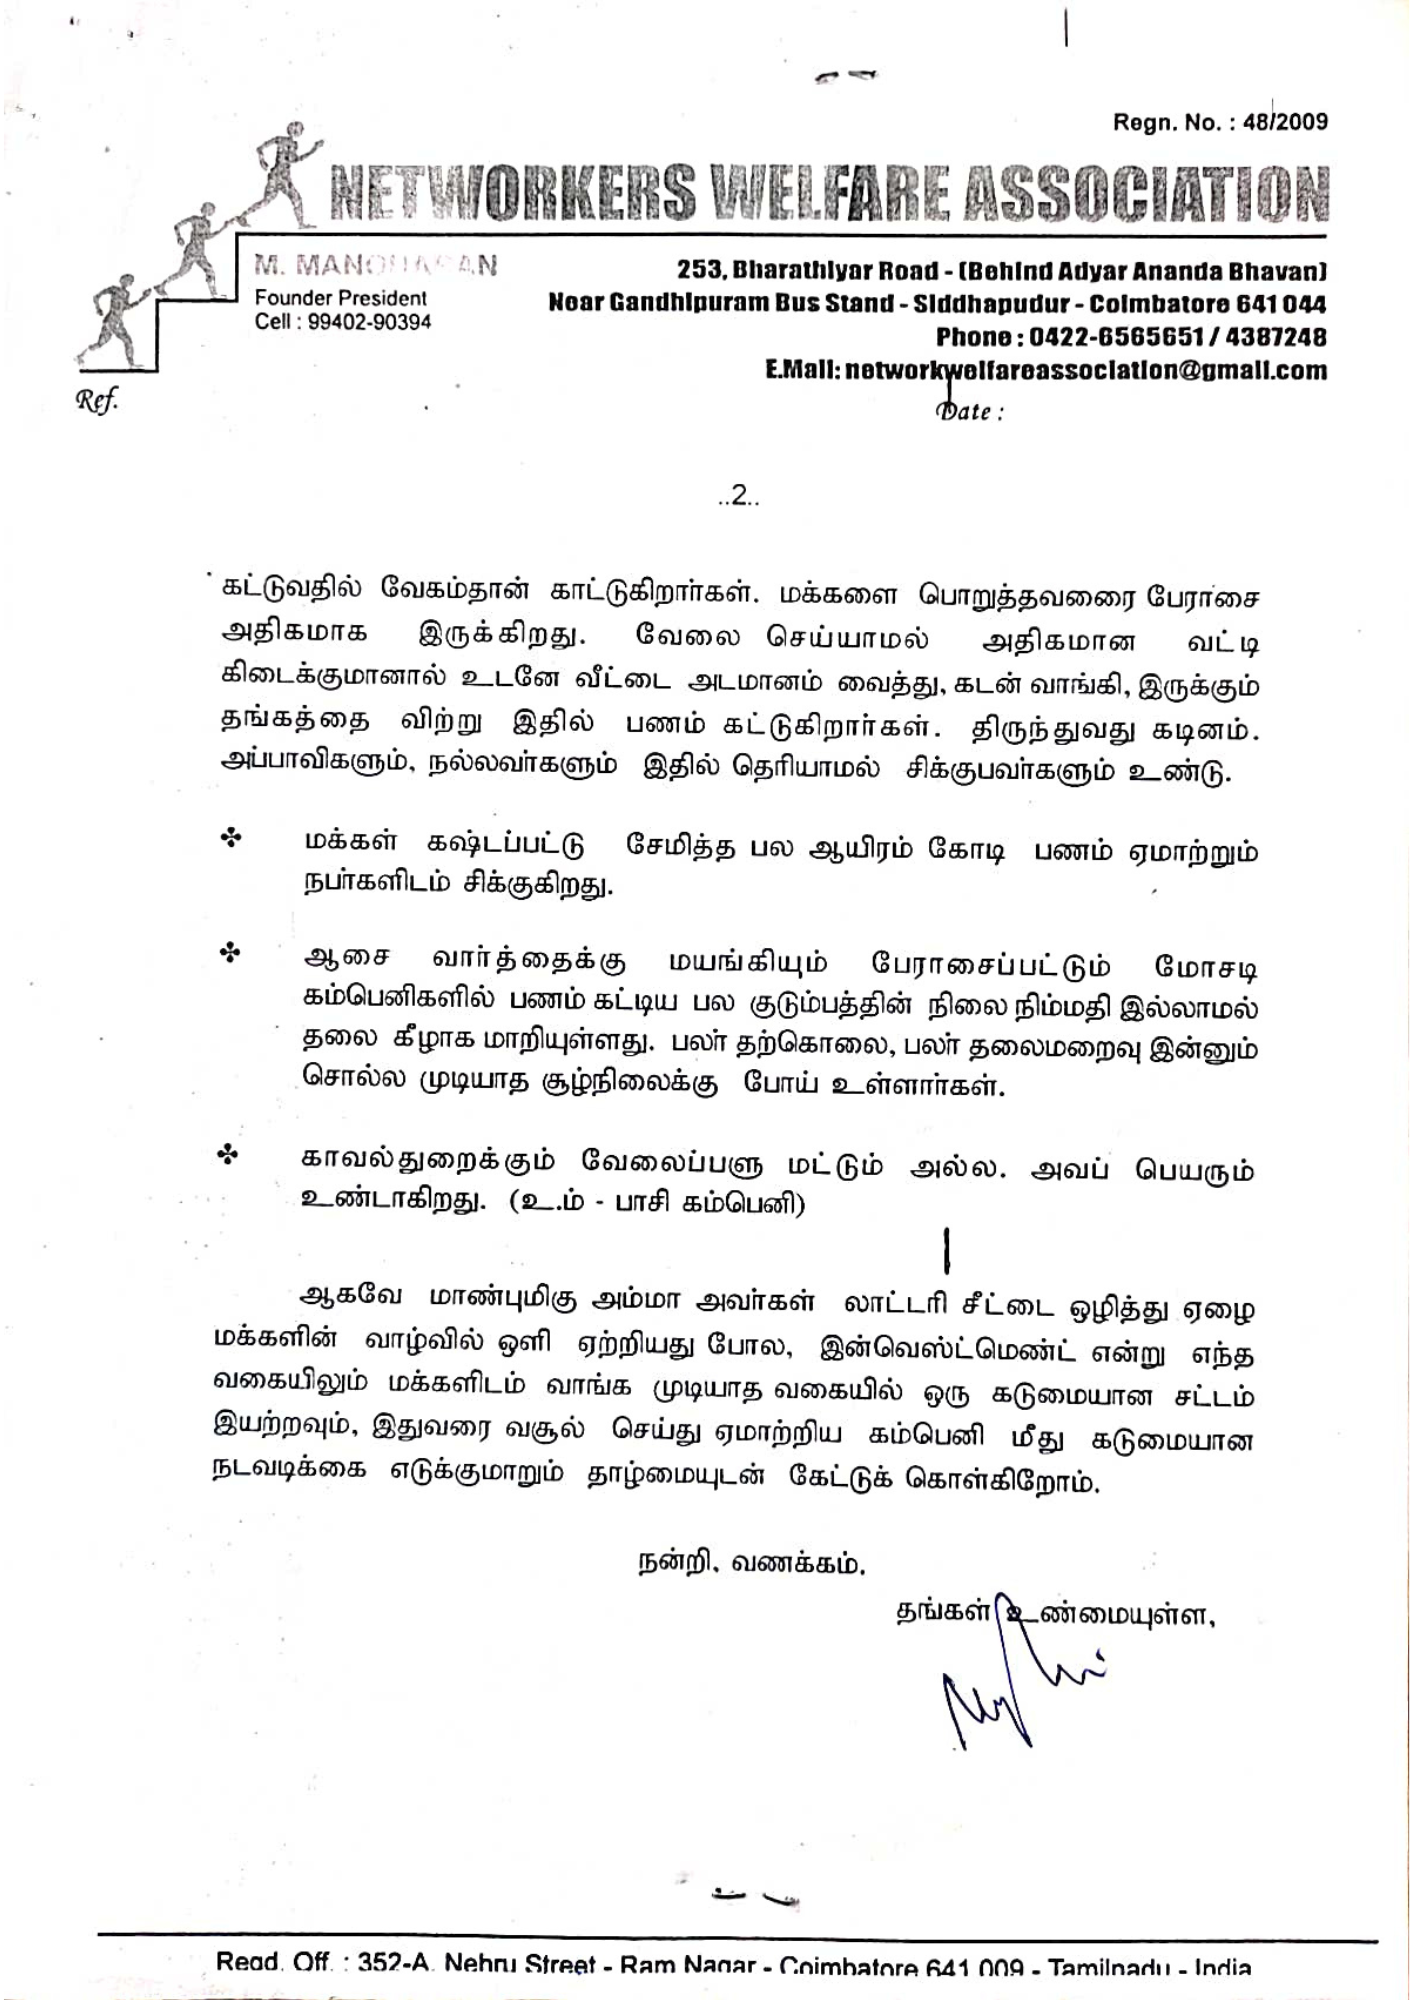 Regn. No. : 48/2009
NETWORKERS WELFARE ASSOCIATION
M. MANOHARAN
Founder President
Cell : 99402-90394
253, Bharathiyar Road - (Behind Adyar Ananda Bhavan)
Near Gandhipuram Bus Stand - Siddhapudur - Coimbatore 641 044
Phone : 0422-6565651 / 4387248
E.Mail: networkwelfareassociation@gmail.com
Ref.
Date :
..2..
கட்டுவதில் வேகம்தான் காட்டுகிறார்கள். மக்களை பொறுத்தவணரை பேராசை
அதிகமாக இருக்கிறது. வேலை செய்யாமல் அதிகமான வட்டி
கிடைக்குமானால் உடனே வீட்டை அடமானம் வைத்து, கடன் வாங்கி, இருக்கும்
தங்கத்தை விற்று இதில் பணம் கட்டுகிறார்கள். திருந்துவது கடினம்.
அப்பாவிகளும், நல்லவர்களும் இதில் தெரியாமல் சிக்குபவர்களும் உண்டு.
✤ மக்கள் கஷ்டப்பட்டு சேமித்த பல ஆயிரம் கோடி பணம் ஏமாற்றும்
நபர்களிடம் சிக்குகிறது.
✤ ஆசை வார்த்தைக்கு மயங்கியும் பேராசைப்பட்டும் மோசடி
கம்பெனிகளில் பணம் கட்டிய பல குடும்பத்தின் நிலை நிம்மதி இல்லாமல்
தலை கீழாக மாறியுள்ளது. பலர் தற்கொலை, பலர் தலைமறைவு இன்னும்
சொல்ல முடியாத சூழ்நிலைக்கு போய் உள்ளார்கள்.
✤ காவல்துறைக்கும் வேலைப்பளு மட்டும் அல்ல. அவப் பெயரும்
உண்டாகிறது. (உ.ம் - பாசி கம்பெனி)
ஆகவே மாண்புமிகு அம்மா அவர்கள் லாட்டரி சீட்டை ஒழித்து ஏழை
மக்களின் வாழ்வில் ஒளி ஏற்றியது போல, இன்வெஸ்ட்மெண்ட் என்று எந்த
வகையிலும் மக்களிடம் வாங்க முடியாத வகையில் ஒரு கடுமையான சட்டம்
இயற்றவும், இதுவரை வசூல் செய்து ஏமாற்றிய கம்பெனி மீது கடுமையான
நடவடிக்கை எடுக்குமாறும் தாழ்மையுடன் கேட்டுக் கொள்கிறோம்.
நன்றி. வணக்கம்.
தங்கள் உண்மையுள்ள,
Regd. Off. : 352-A. Nehru Street - Ram Nagar - Coimbatore 641 009 - Tamilnadu - India